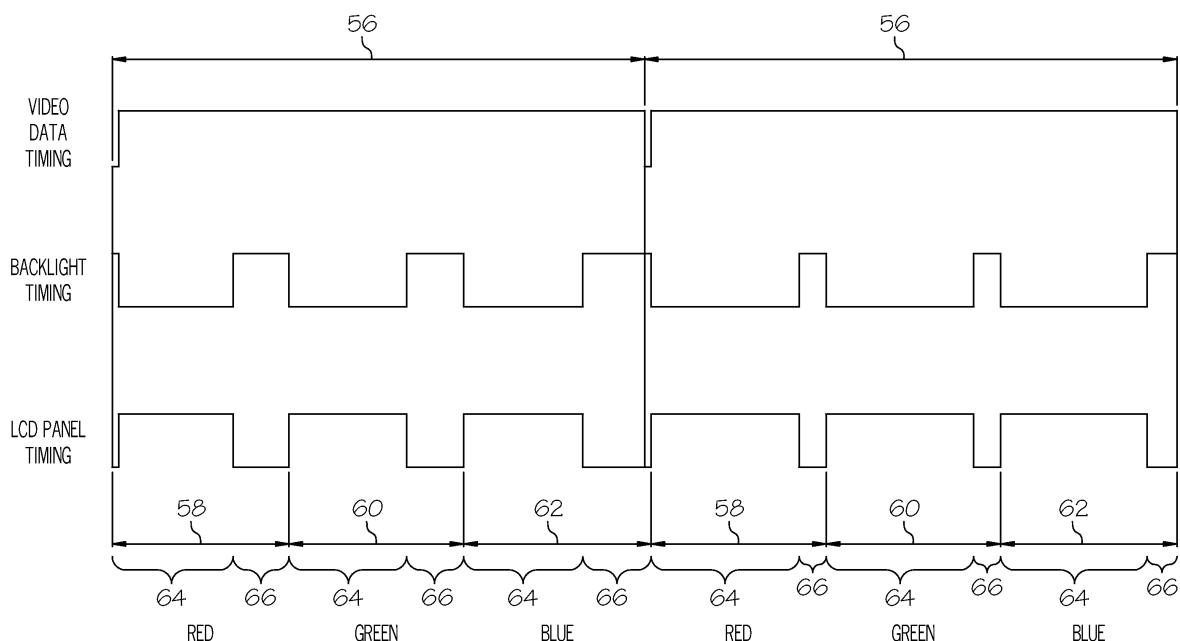 56 56
VIDEO
DATA
TIMING
BACKLIGHT
TIMING
LCD PANEL
TIMING
58 60 62 58 60 62
64 66 64 66 64 66 64 66 64 66 64 66
RED GREEN BLUE RED GREEN BLUE